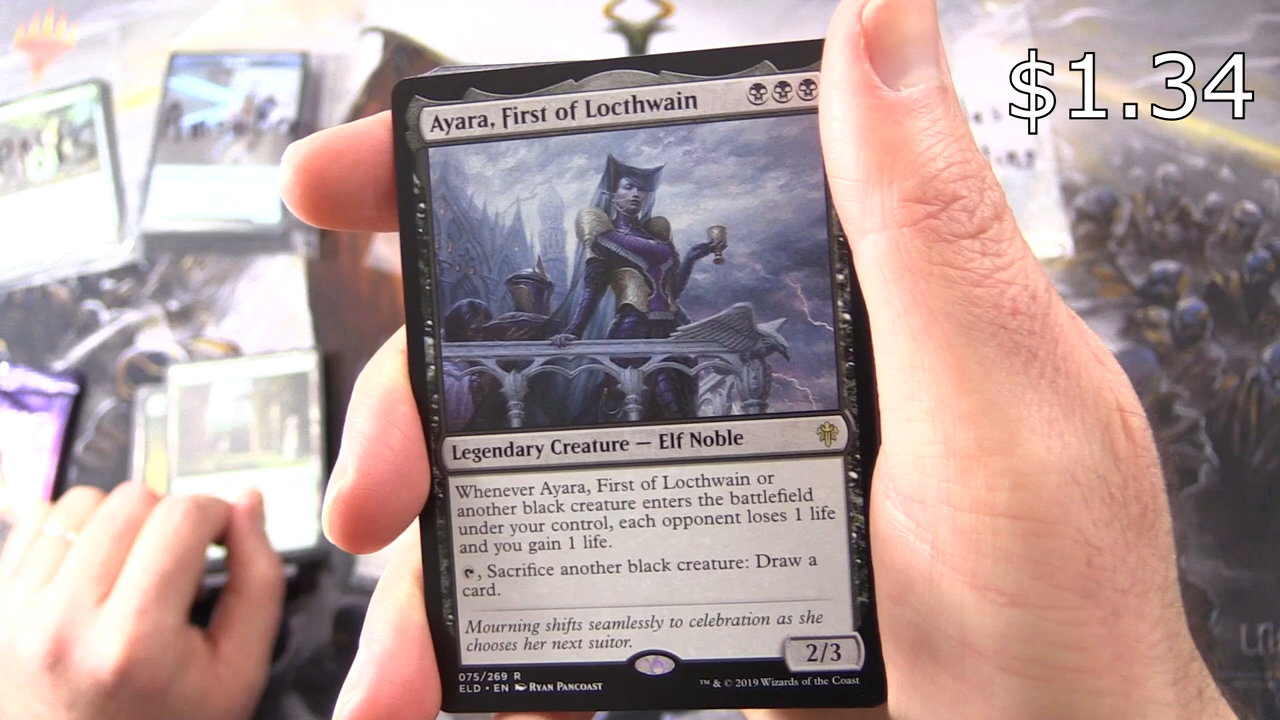 $1.34
Ayara, First of Locthwain
Legendary Creature — Elf Noble
Whenever Ayara, First of Locthwain or
another black creature enters the battlefield
under your control, each opponent loses 1 life
and you gain 1 life.
, Sacrifice another black creature: Draw a
card.
Mourning shifts seamlessly to celebration as she
chooses her next suitor.
2/3
075/269 R
ELD • EN RYAN PANCOAST
™ & © 2019 Wizards of the Coast